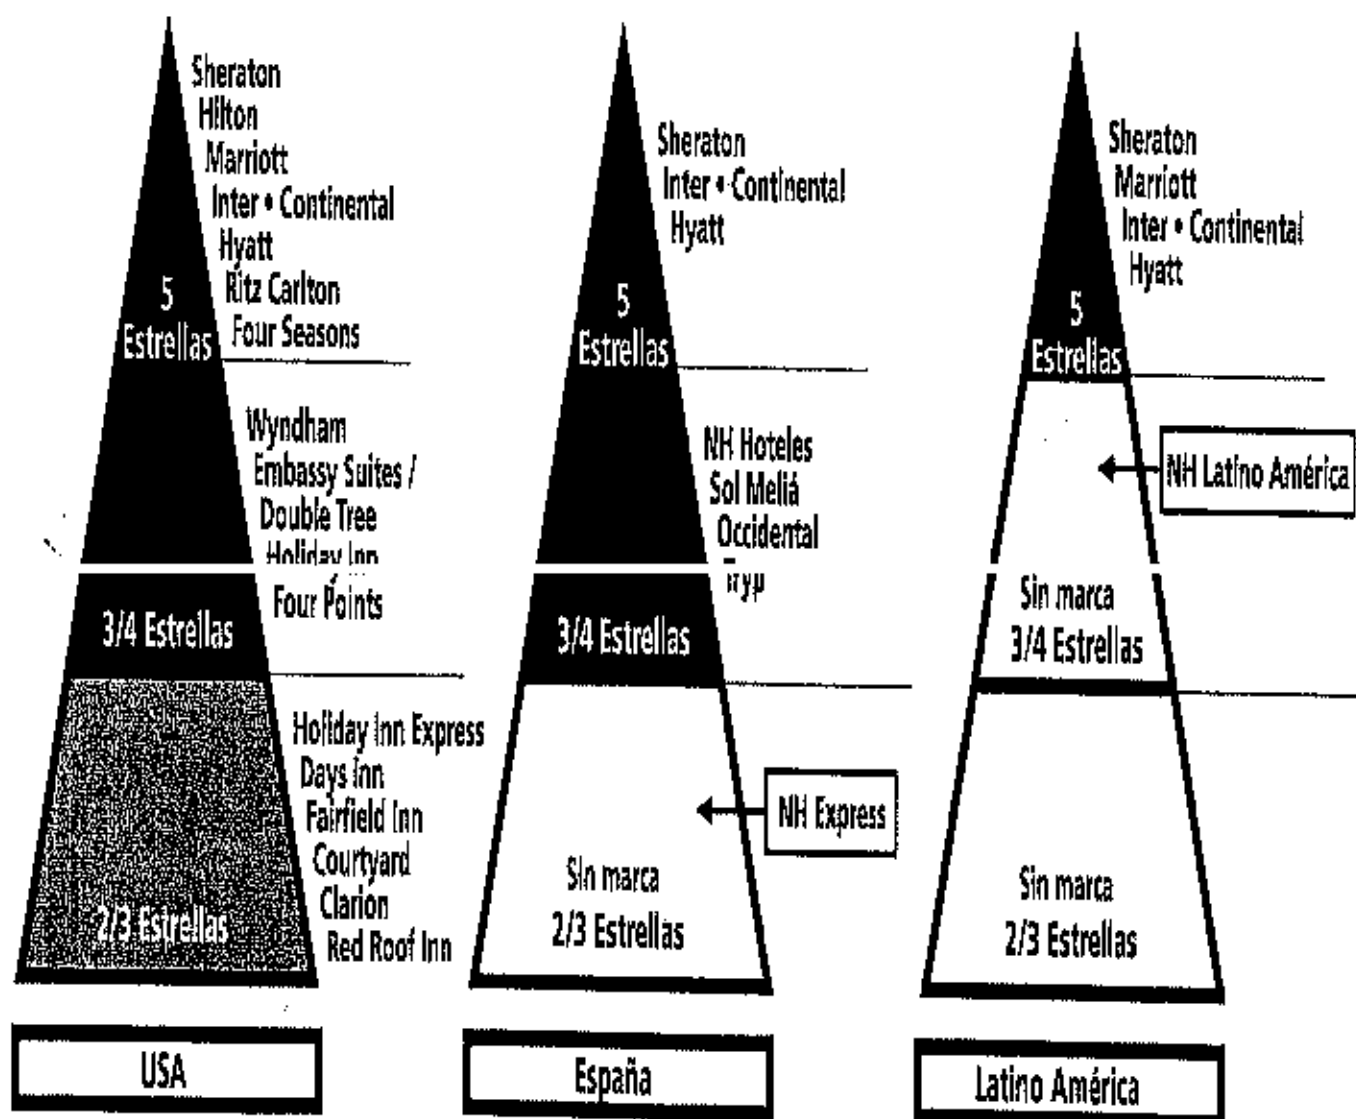 Sheraton
Hilton
Marriott
Inter • Continental
Hyatt
Ritz Carlton
Four Seasons
5
Estrellas
Wyndham
Embassy Suites /
Double Tree
Holiday Inn
Four Points
3/4 Estrellas
Holiday Inn Express
Days Inn
Fairfield Inn
Courtyard
Clarion
Red Roof Inn
2/3 Estrellas
USA
Sheraton
Inter • Continental
Hyatt
5
Estrellas
NH Hoteles
Sol Meliá
Occidental
Tryp
3/4 Estrellas
NH Express
Sin marca
2/3 Estrellas
España
Sheraton
Marriott
Inter • Continental
Hyatt
5
Estrellas
NH Latino América
Sin marca
3/4 Estrellas
Sin marca
2/3 Estrellas
Latino América